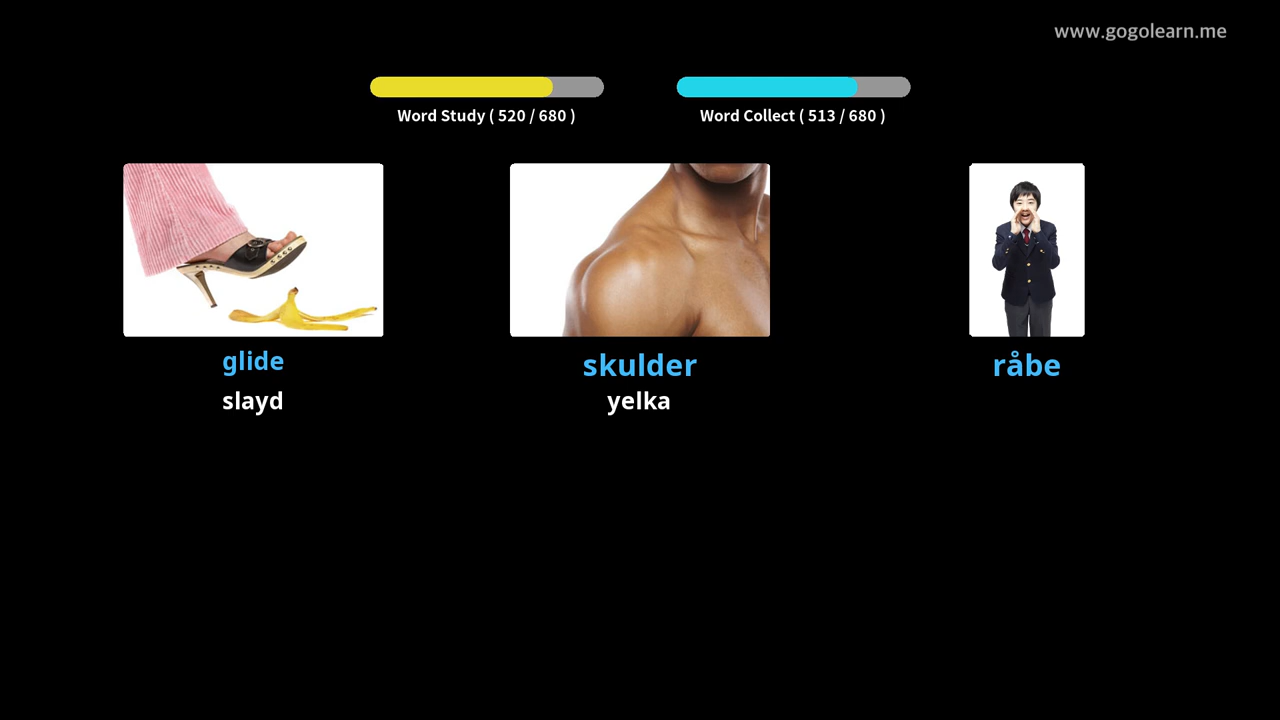 www.gogolearn.me
Word Study ( 520 / 680 )
Word Collect ( 513 / 680 )
glide
slayd
skulder
yelka
råbe